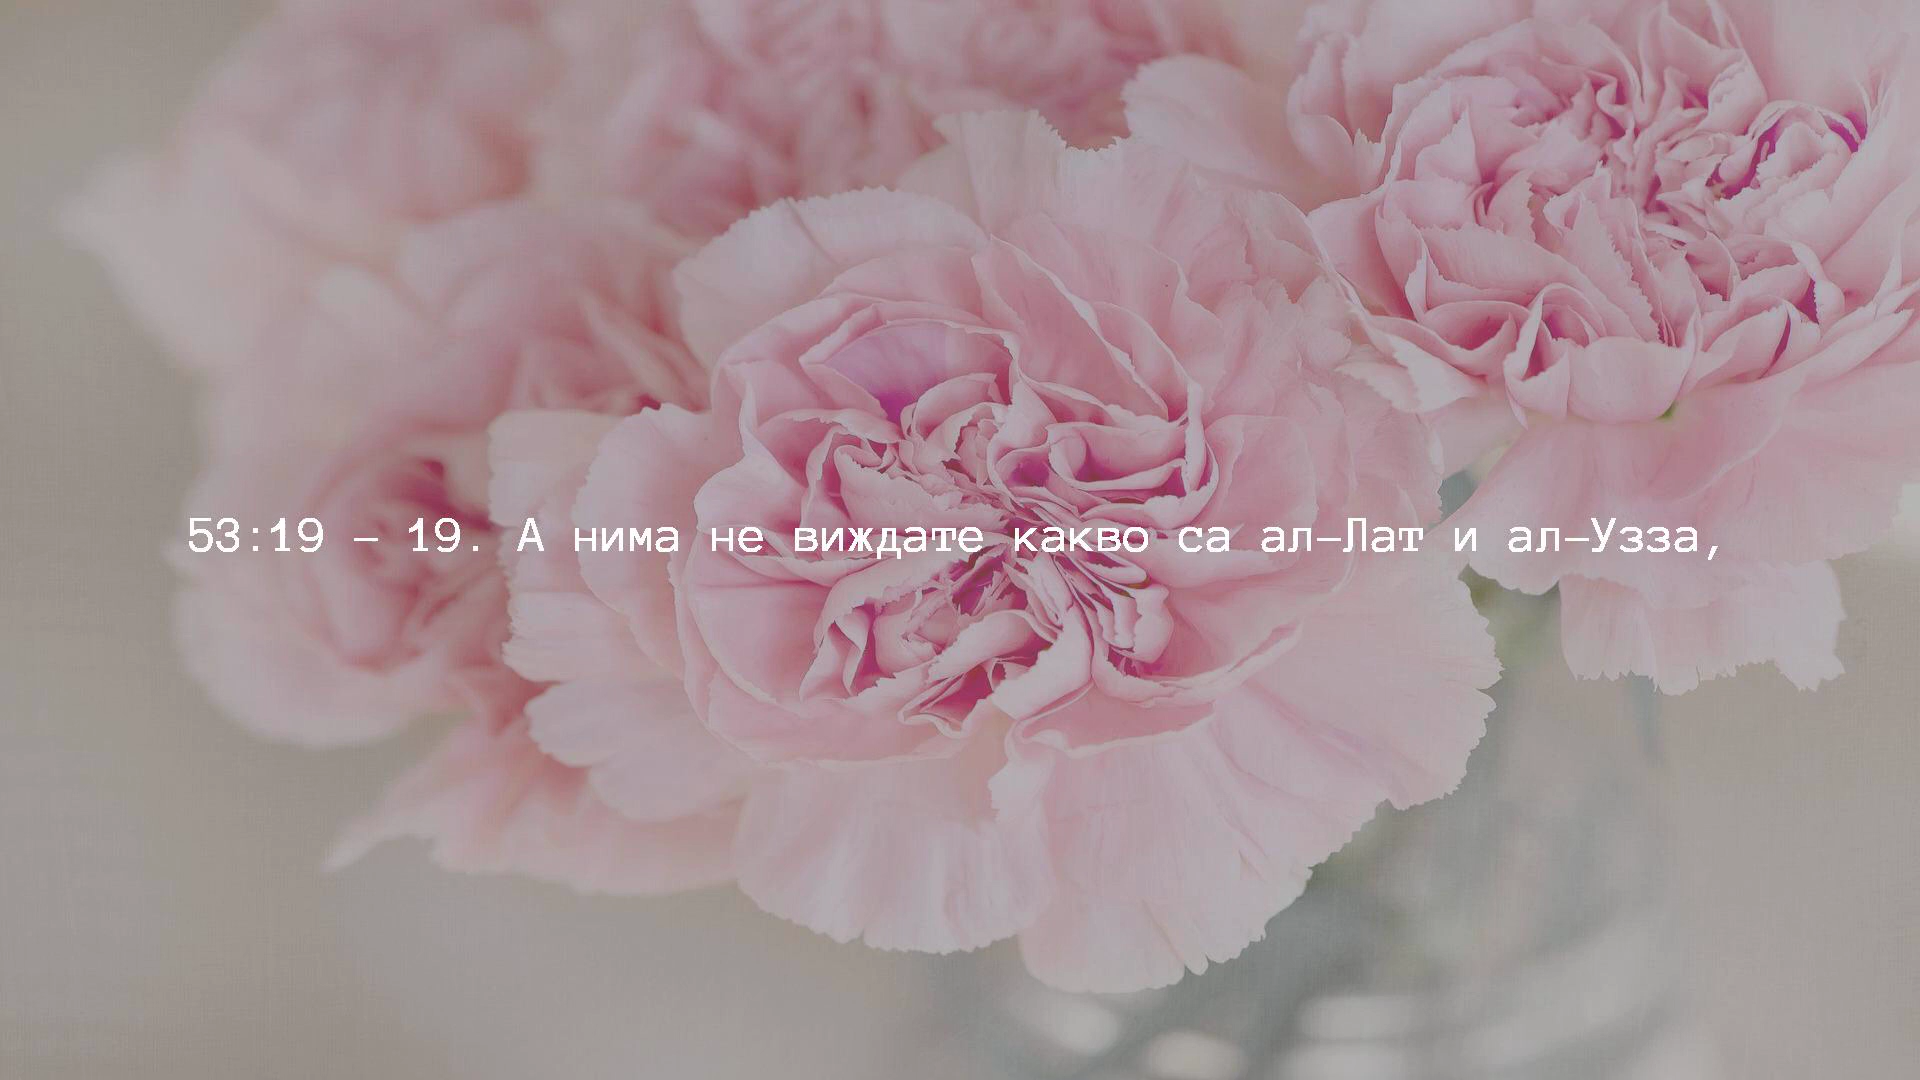 53:19 – 19. А нима не виждате какво са ал–Лат и ал–Узза,